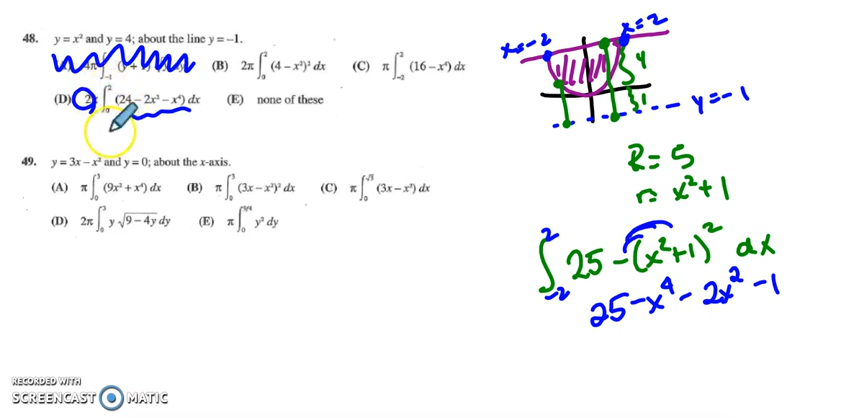 48. y = x² and y = 4; about the line y = −1.
(B) 2π ∫₀² (4 − x²)² dx (C) π ∫₋₂² (16 − x⁴) dx
(D) 2π ∫₀² (24 − 2x² − x⁴) dx (E) none of these
49. y = 3x − x² and y = 0; about the x-axis.
(A) π ∫₀³ (9x² + x⁴) dx (B) π ∫₀³ (3x − x²)² dx (C) π ∫₀^√3 (3x − x²) dx
(D) 2π ∫₀³ y √9 − 4y dy (E) π ∫₀^9/4 y² dy
x=-2
x=2
4
1
y=-1
R = 5
r = x²+1
∫₋₂² 25 - (x²+1)² dx
25 - x⁴ - 2x² - 1
RECORDED WITH
SCREENCAST MATIC